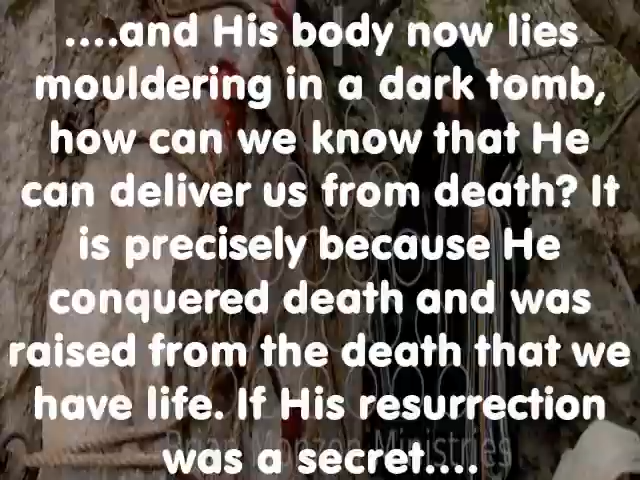 ....and His body now lies
mouldering in a dark tomb,
how can we know that He
can deliver us from death? It
is precisely because He
conquered death and was
raised from the death that we
have life. If His resurrection
Brian Monzon Ministries
was a secret....